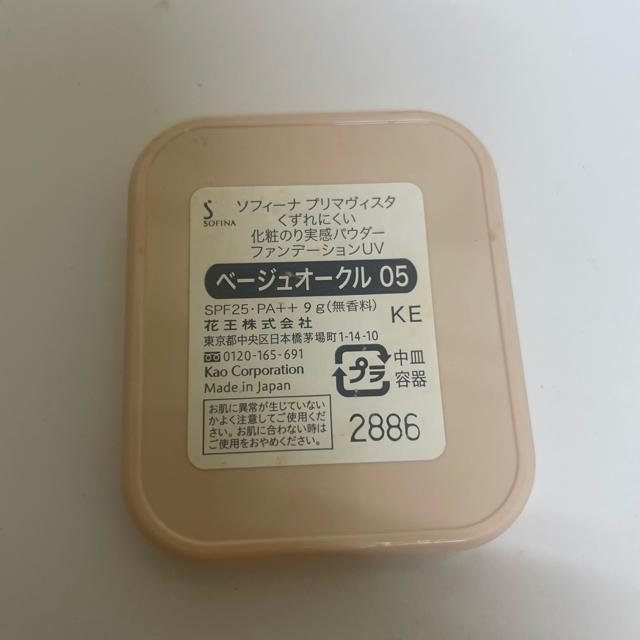 SOFINA
ソフィーナ プリマヴィスタ
くずれにくい
化粧のり実感パウダー
ファンデーションUV
ベージュオークル 05
SPF25・PA++ 9g(無香料)
KE
花王株式会社
東京都中央区日本橋茅場町1-14-10
0120-165-691
Kao Corporation
Made in Japan
プラ
中皿
容器
お肌に異常が生じていない
かよく注意してご使用くださ
い。お肌に合わない時は
ご使用をおやめください。
2886